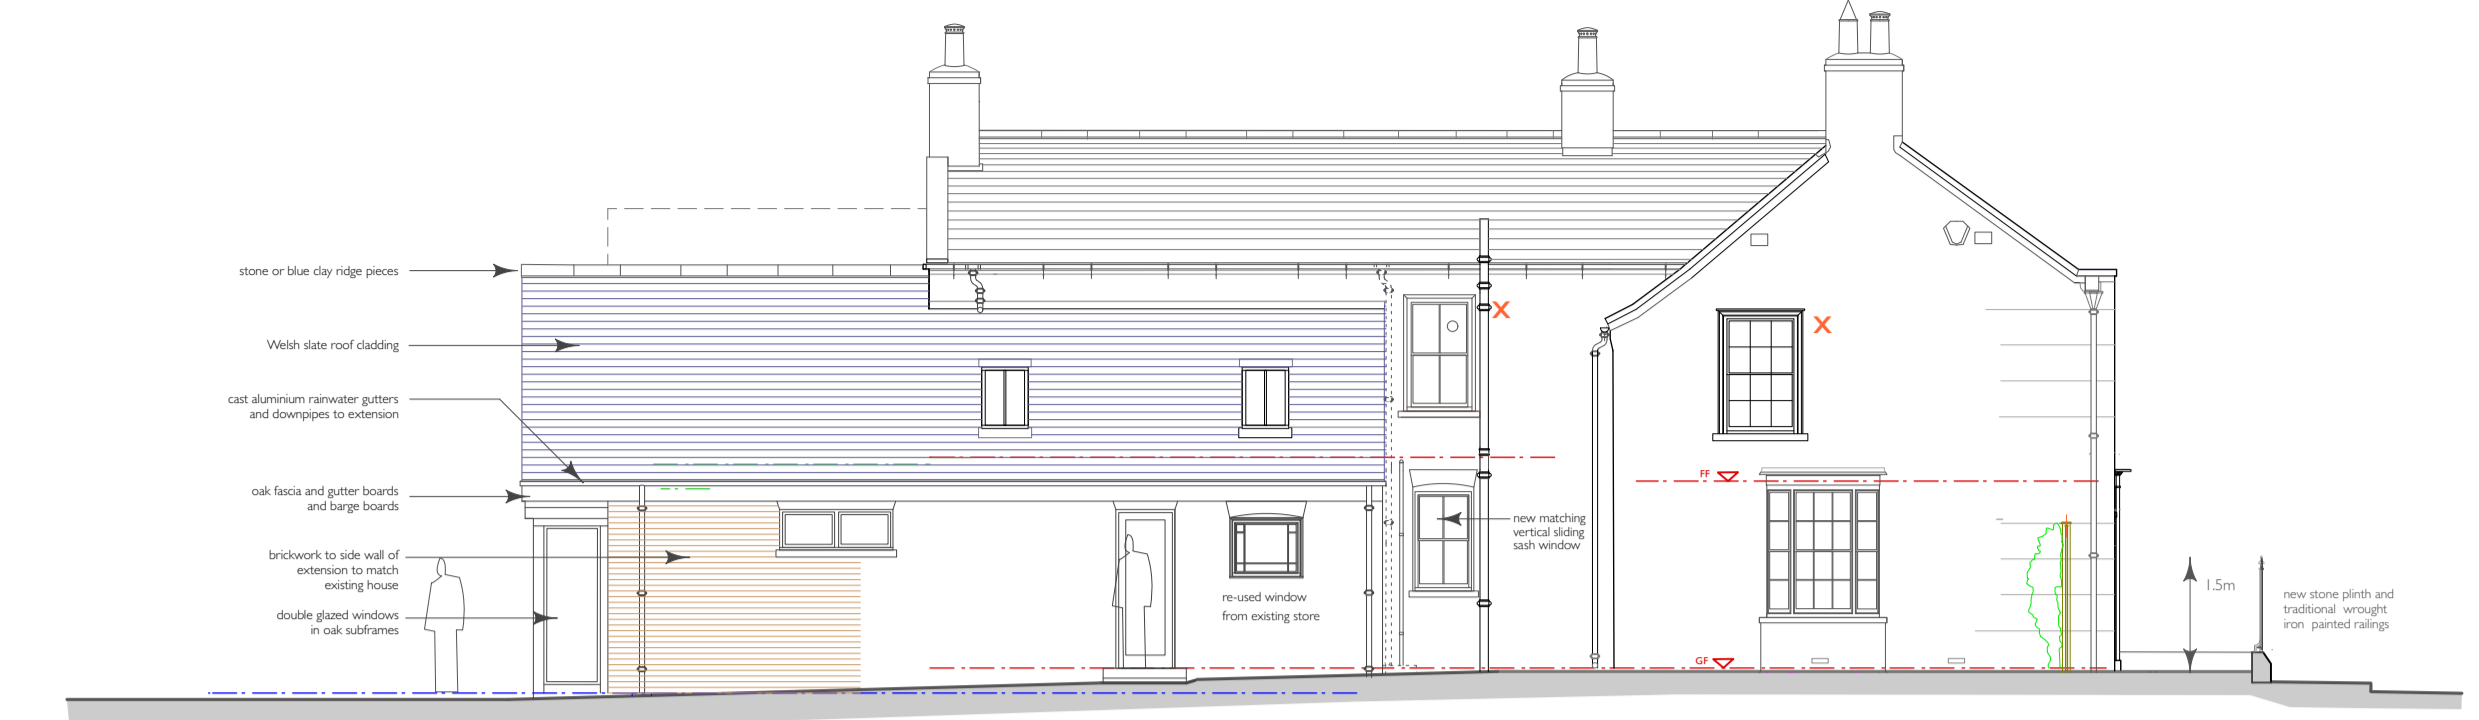 stone or blue clay ridge pieces
Welsh slate roof cladding
cast aluminium rainwater gutters
and downpipes to extension
oak fascia and gutter boards
and barge boards
brickwork to side wall of
extension to match
existing house
double glazed windows
in oak subframes
re-used window
from existing store
new matching
vertical sliding
sash window
X
X
FF
GF
1.5m
new stone plinth and
traditional wrought
iron painted railings